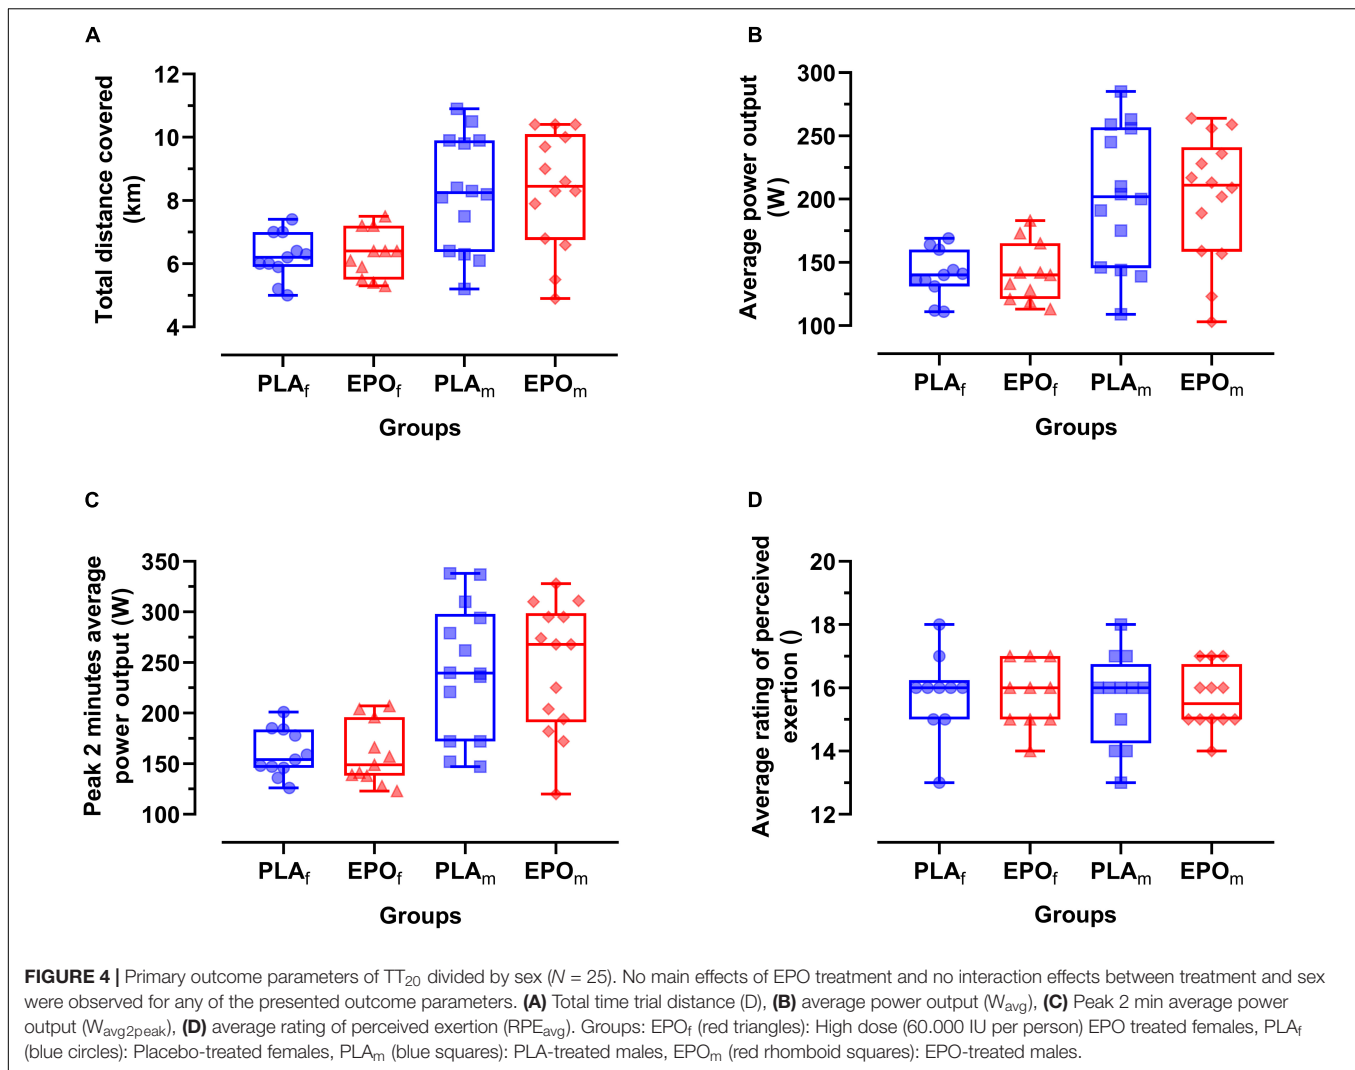 A
Total distance covered
(km)
12
10
8
6
4
PLAf
EPOf
PLAm
EPOm
Groups
B
Average power output
(W)
300
250
200
150
100
PLAf
EPOf
PLAm
EPOm
Groups
C
Peak 2 minutes average
power output (W)
350
300
250
200
150
100
PLAf
EPOf
PLAm
EPOm
Groups
D
Average rating of perceived
exertion ()
20
18
16
14
12
PLAf
EPOf
PLAm
EPOm
Groups
FIGURE 4 | Primary outcome parameters of TT20 divided by sex (N = 25). No main effects of EPO treatment and no interaction effects between treatment and sex
were observed for any of the presented outcome parameters. (A) Total time trial distance (D), (B) average power output (Wavg), (C) Peak 2 min average power
output (Wavg2peak), (D) average rating of perceived exertion (RPEavg). Groups: EPOf (red triangles): High dose (60.000 IU per person) EPO treated females, PLAf
(blue circles): Placebo-treated females, PLAm (blue squares): PLA-treated males, EPOm (red rhomboid squares): EPO-treated males.